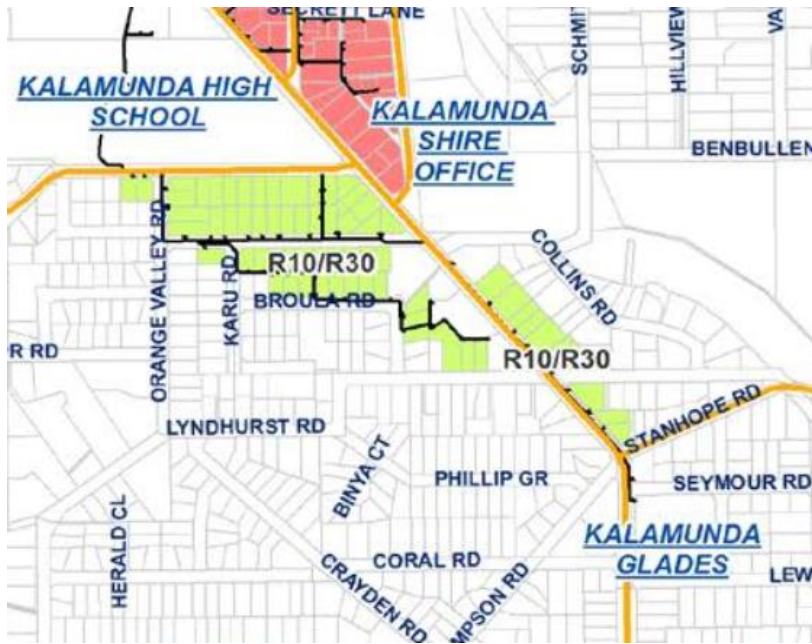 SECRETT LANE
KALAMUNDA HIGH
SCHOOL
KALAMUNDA
SHIRE
OFFICE
SCHMIT
HILLVIEW
VA
BENBULLEN
ORANGE VALLEY RD
KARU RD
R10/R30
BROULA RD
COLLINS RD
R RD
R10/R30
LYNDHURST RD
STANHOPE RD
BINYA CT
PHILLIP GR
SEYMOUR RD
HERALD CL
CRAYDEN RD
CORAL RD
MPSON RD
KALAMUNDA
GLADES
LEW